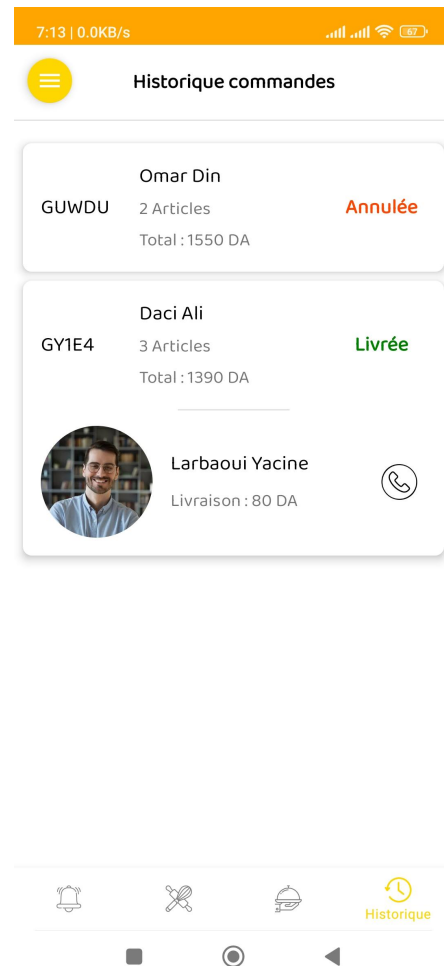 7:13 | 0.0KB/s
67
Historique commandes
Omar Din
GUWDU
2 Articles
Annulée
Total : 1550 DA
Daci Ali
GY1E4
3 Articles
Livrée
Total : 1390 DA
Larbaoui Yacine
Livraison : 80 DA
Historique